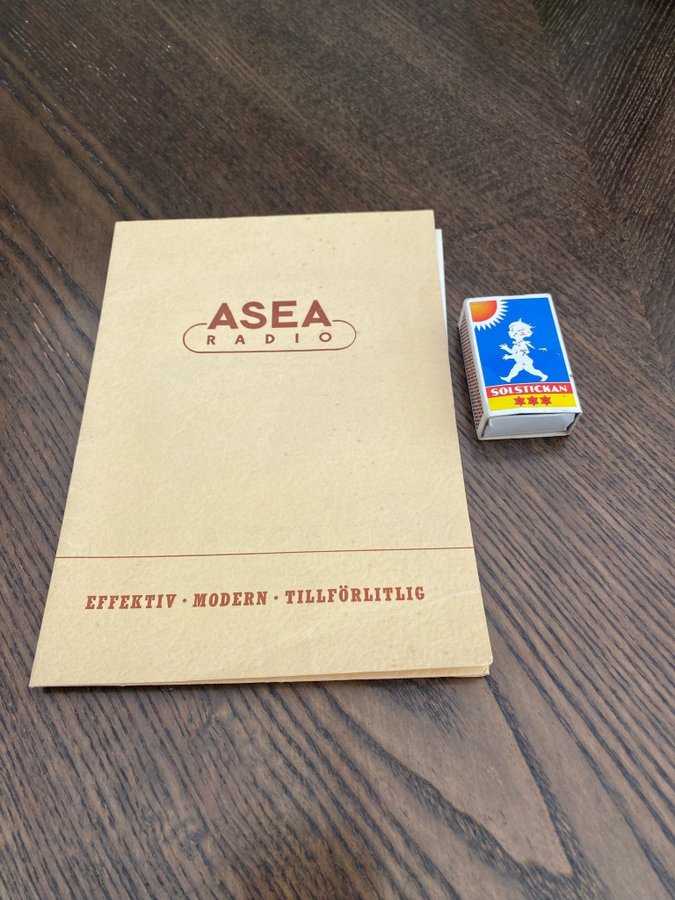 ASEA
RADIO
EFFEKTIV · MODERN · TILLFÖRLITLIG
SOLSTICKAN